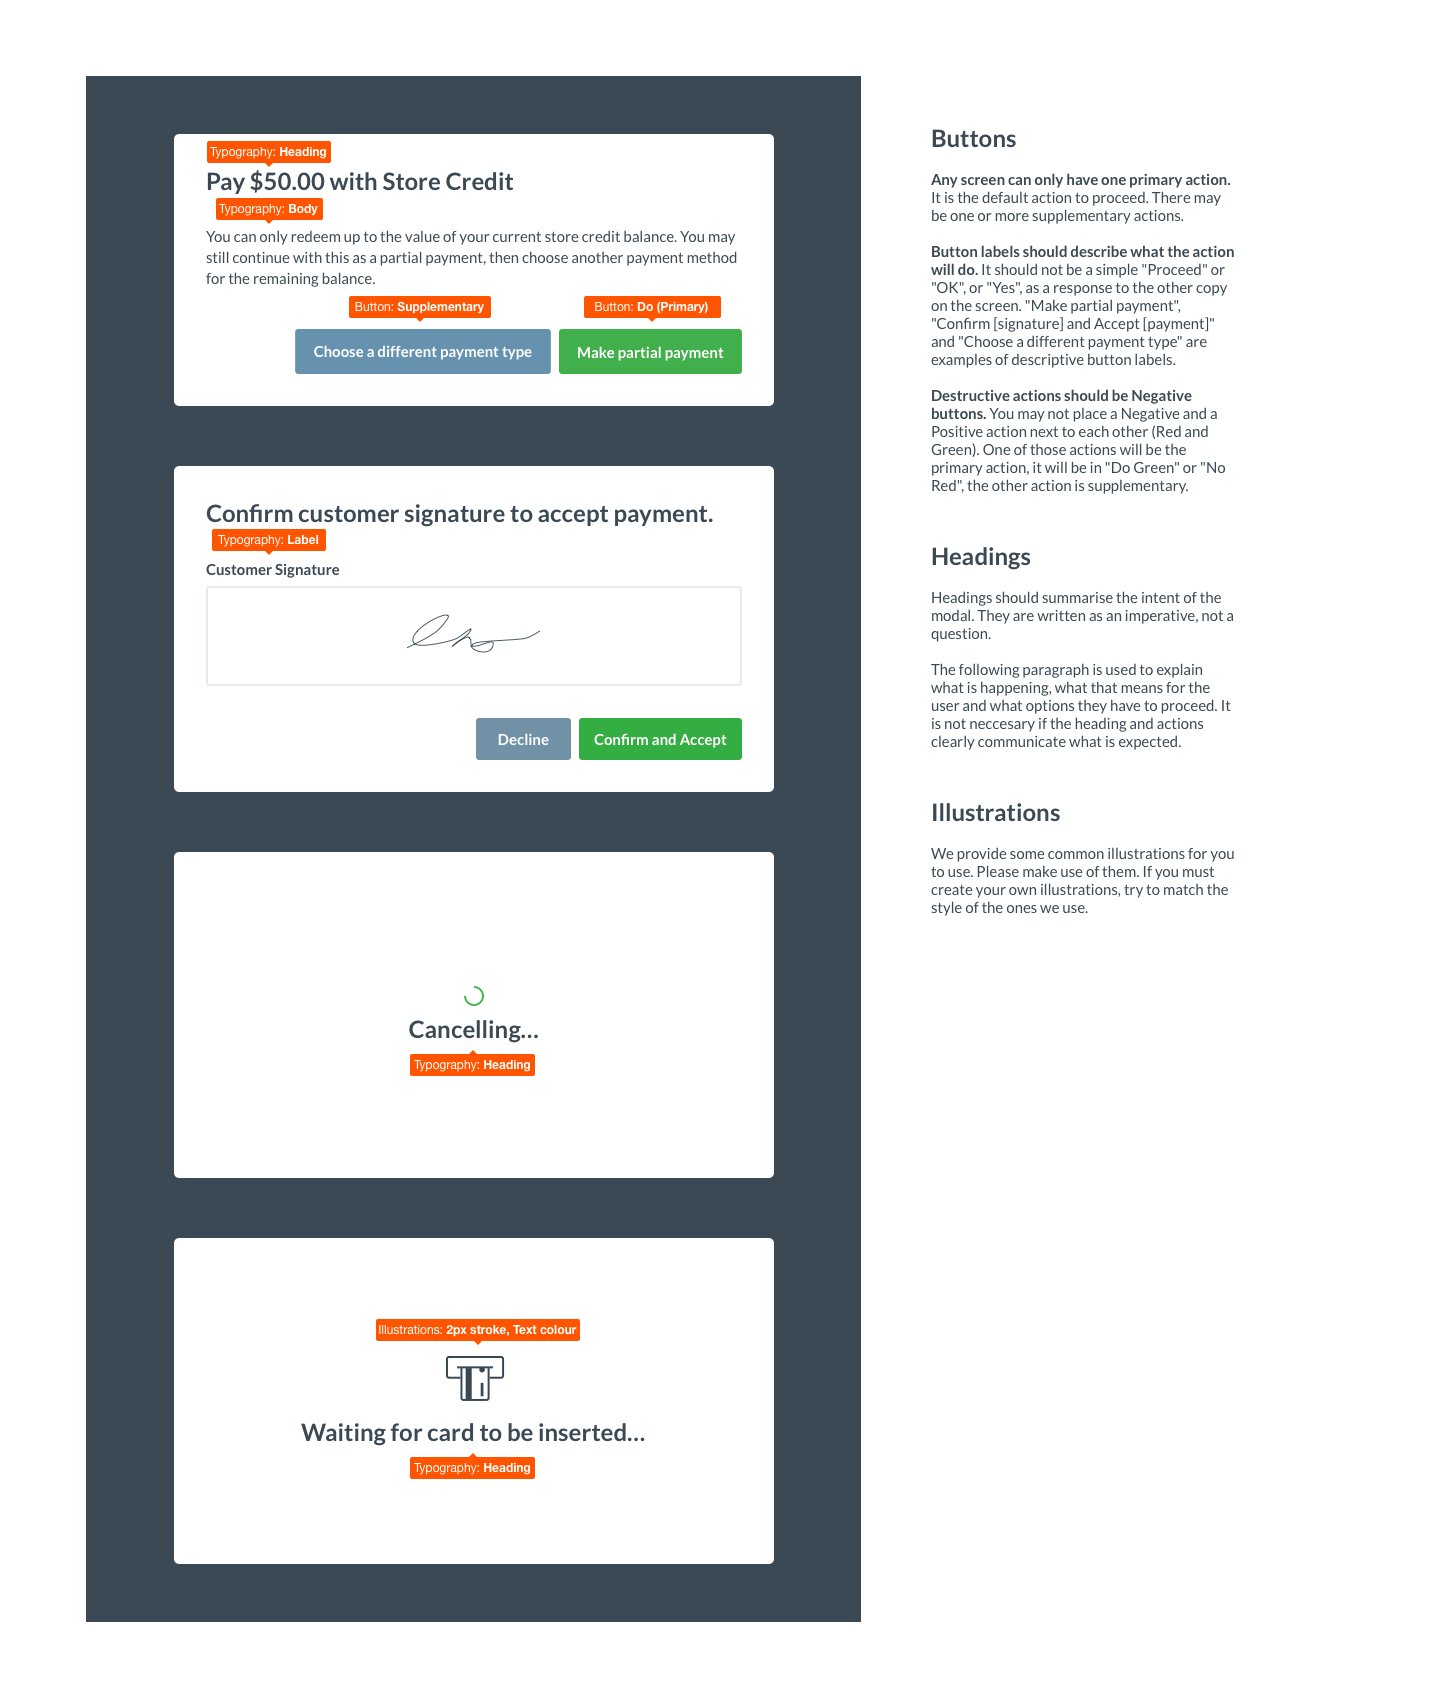 Typography: Heading
Pay $50.00 with Store Credit
Typography: Body
You can only redeem up to the value of your current store credit balance. You may
still continue with this as a partial payment, then choose another payment method
for the remaining balance.
Button: Supplementary
Button: Do (Primary)
Choose a different payment type
Make partial payment
Confirm customer signature to accept payment.
Typography: Label
Customer Signature
Decline
Confirm and Accept
Cancelling...
Typography: Heading
Illustrations: 2px stroke, Text colour
Waiting for card to be inserted...
Typography: Heading
Buttons
Any screen can only have one primary action.
It is the default action to proceed. There may
be one or more supplementary actions.
Button labels should describe what the action
will do. It should not be a simple "Proceed" or
"OK", or "Yes", as a response to the other copy
on the screen. "Make partial payment",
"Confirm [signature] and Accept [payment]"
and "Choose a different payment type" are
examples of descriptive button labels.
Destructive actions should be Negative
buttons. You may not place a Negative and a
Positive action next to each other (Red and
Green). One of those actions will be the
primary action, it will be in "Do Green" or "No
Red", the other action is supplementary.
Headings
Headings should summarise the intent of the
modal. They are written as an imperative, not a
question.
The following paragraph is used to explain
what is happening, what that means for the
user and what options they have to proceed. It
is not neccesary if the heading and actions
clearly communicate what is expected.
Illustrations
We provide some common illustrations for you
to use. Please make use of them. If you must
create your own illustrations, try to match the
style of the ones we use.